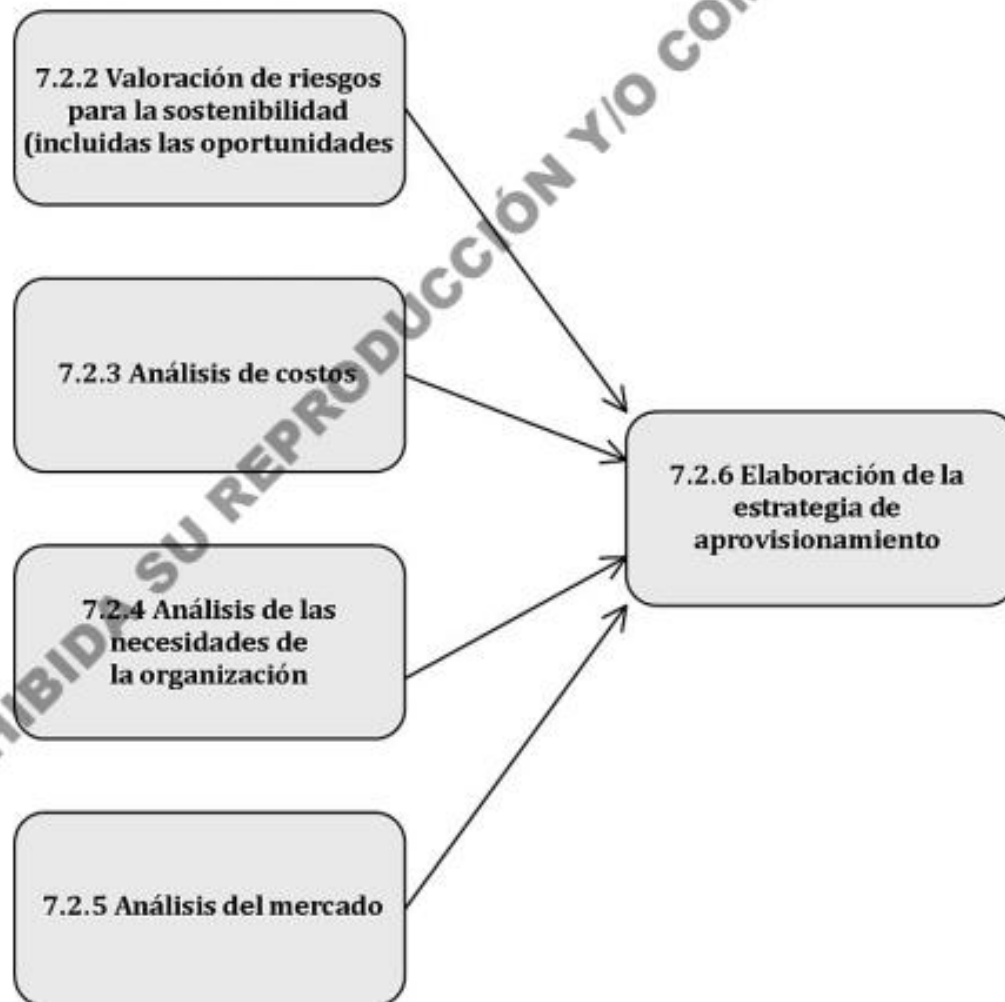 7.2.2 Valoración de riesgos
para la sostenibilidad
(incluidas las oportunidades
7.2.3 Análisis de costos
7.2.4 Análisis de las
necesidades de
la organización
7.2.5 Análisis del mercado
7.2.6 Elaboración de la
estrategia de
aprovisionamiento
HIBIDA SU REPRODUCCIÓN Y/O COM